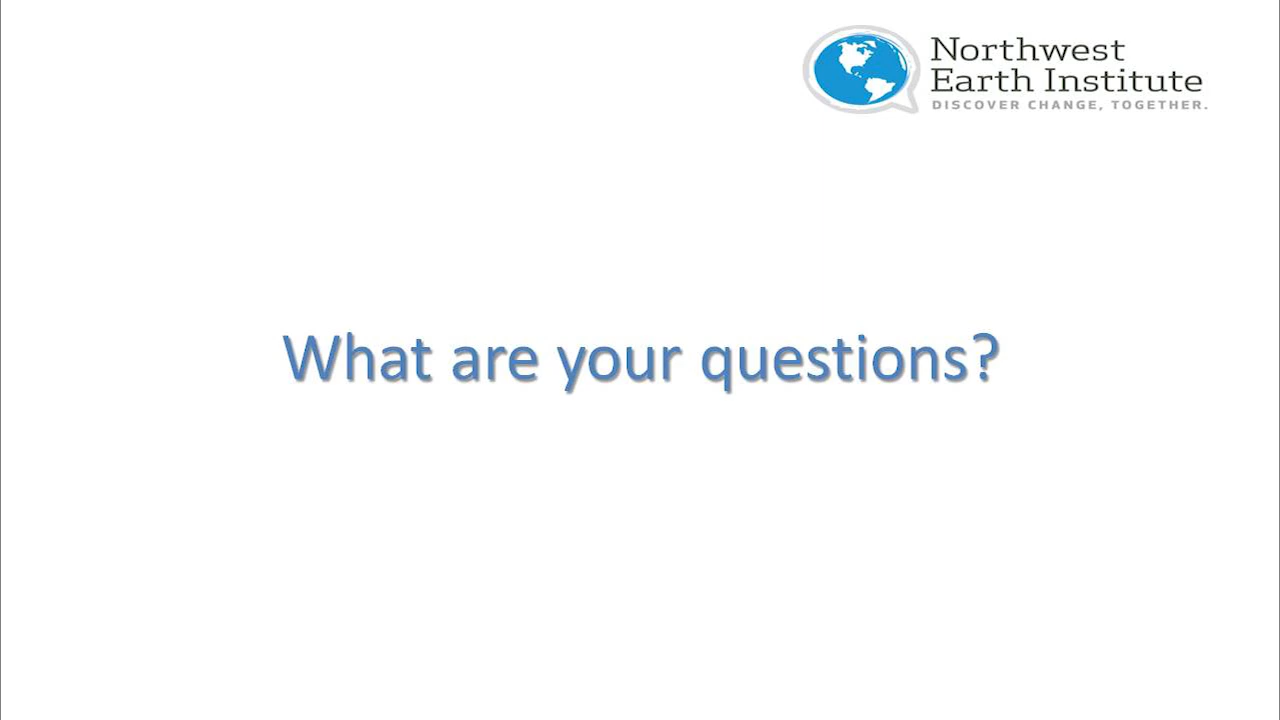 Northwest
Earth Institute
DISCOVER CHANGE, TOGETHER.
What are your questions?